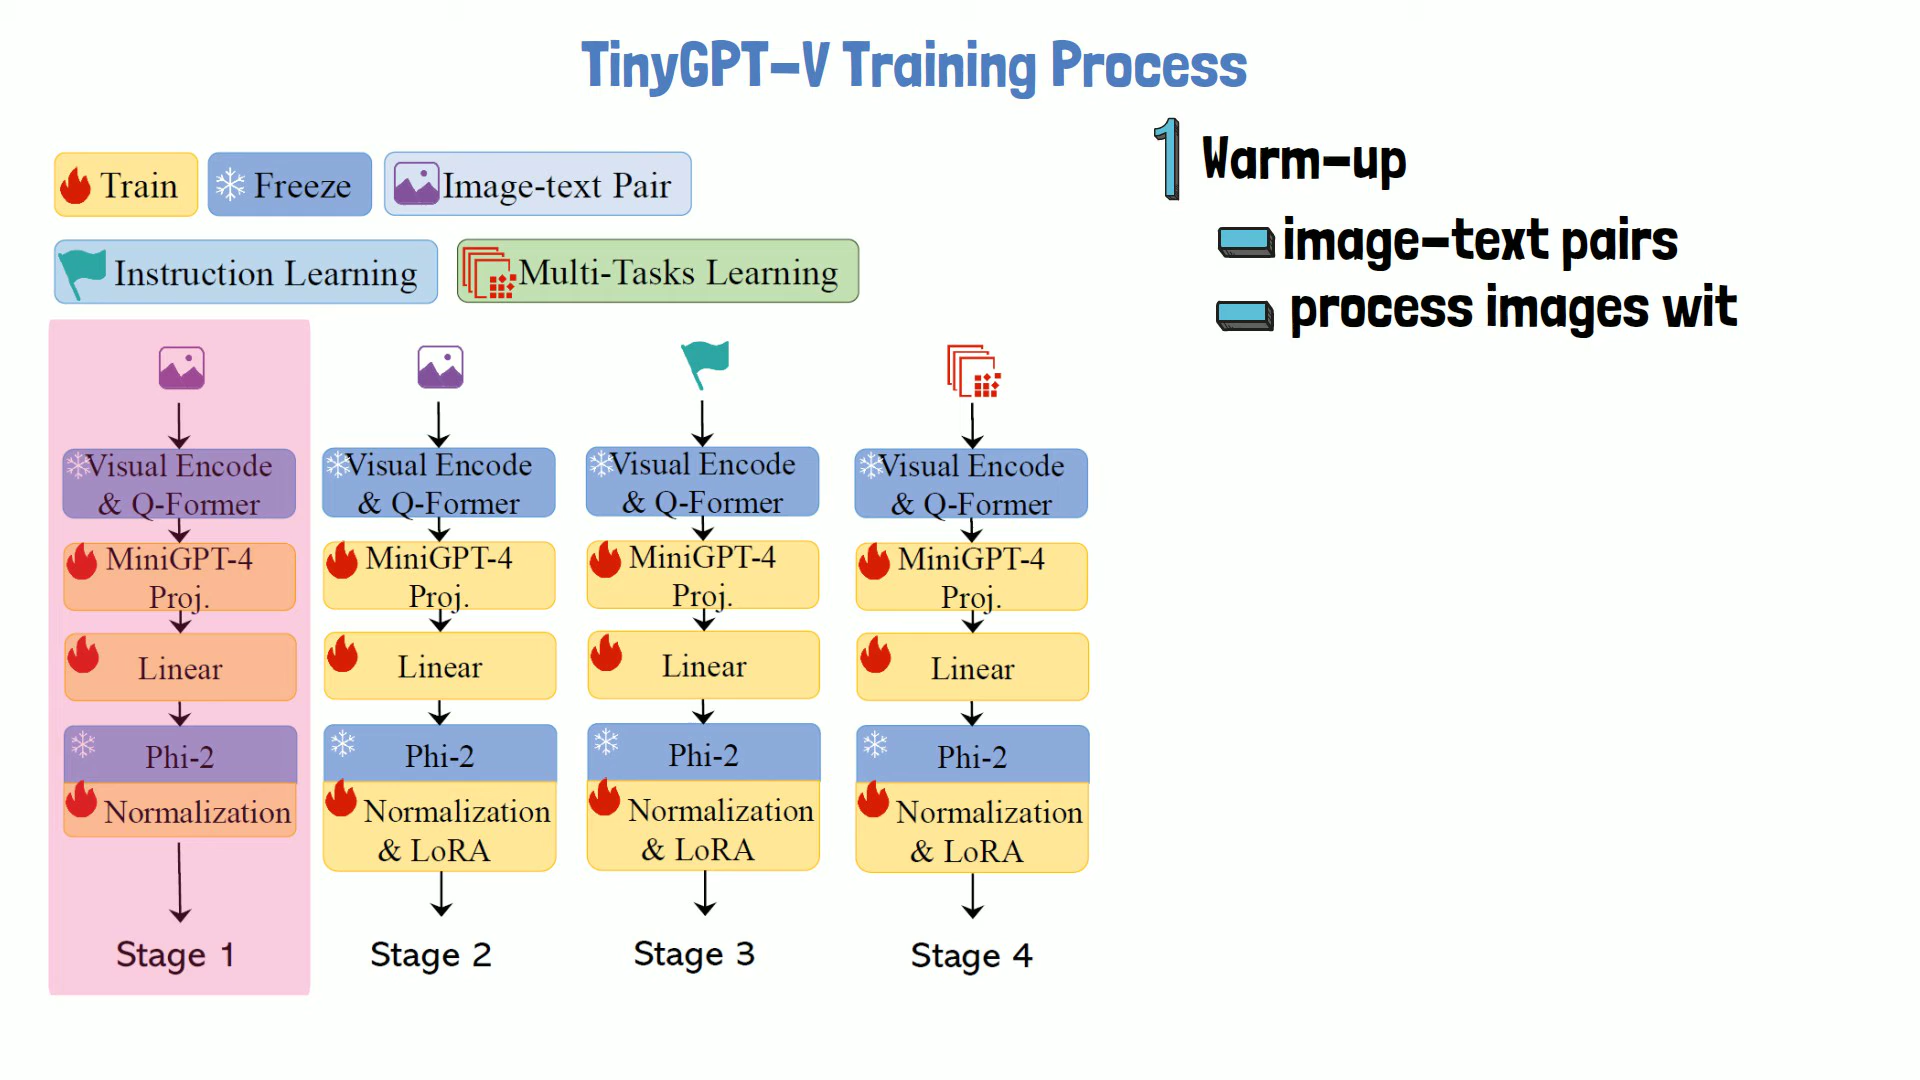 TinyGPT-V Training Process
Train
Freeze
Image-text Pair
Instruction Learning
Multi-Tasks Learning
1 Warm-up
image-text pairs
process images wit
Visual Encode
& Q-Former
MiniGPT-4
Proj.
Linear
Phi-2
Normalization
Stage 1
Visual Encode
& Q-Former
MiniGPT-4
Proj.
Linear
Phi-2
Normalization
& LoRA
Stage 2
Visual Encode
& Q-Former
MiniGPT-4
Proj.
Linear
Phi-2
Normalization
& LoRA
Stage 3
Visual Encode
& Q-Former
MiniGPT-4
Proj.
Linear
Phi-2
Normalization
& LoRA
Stage 4